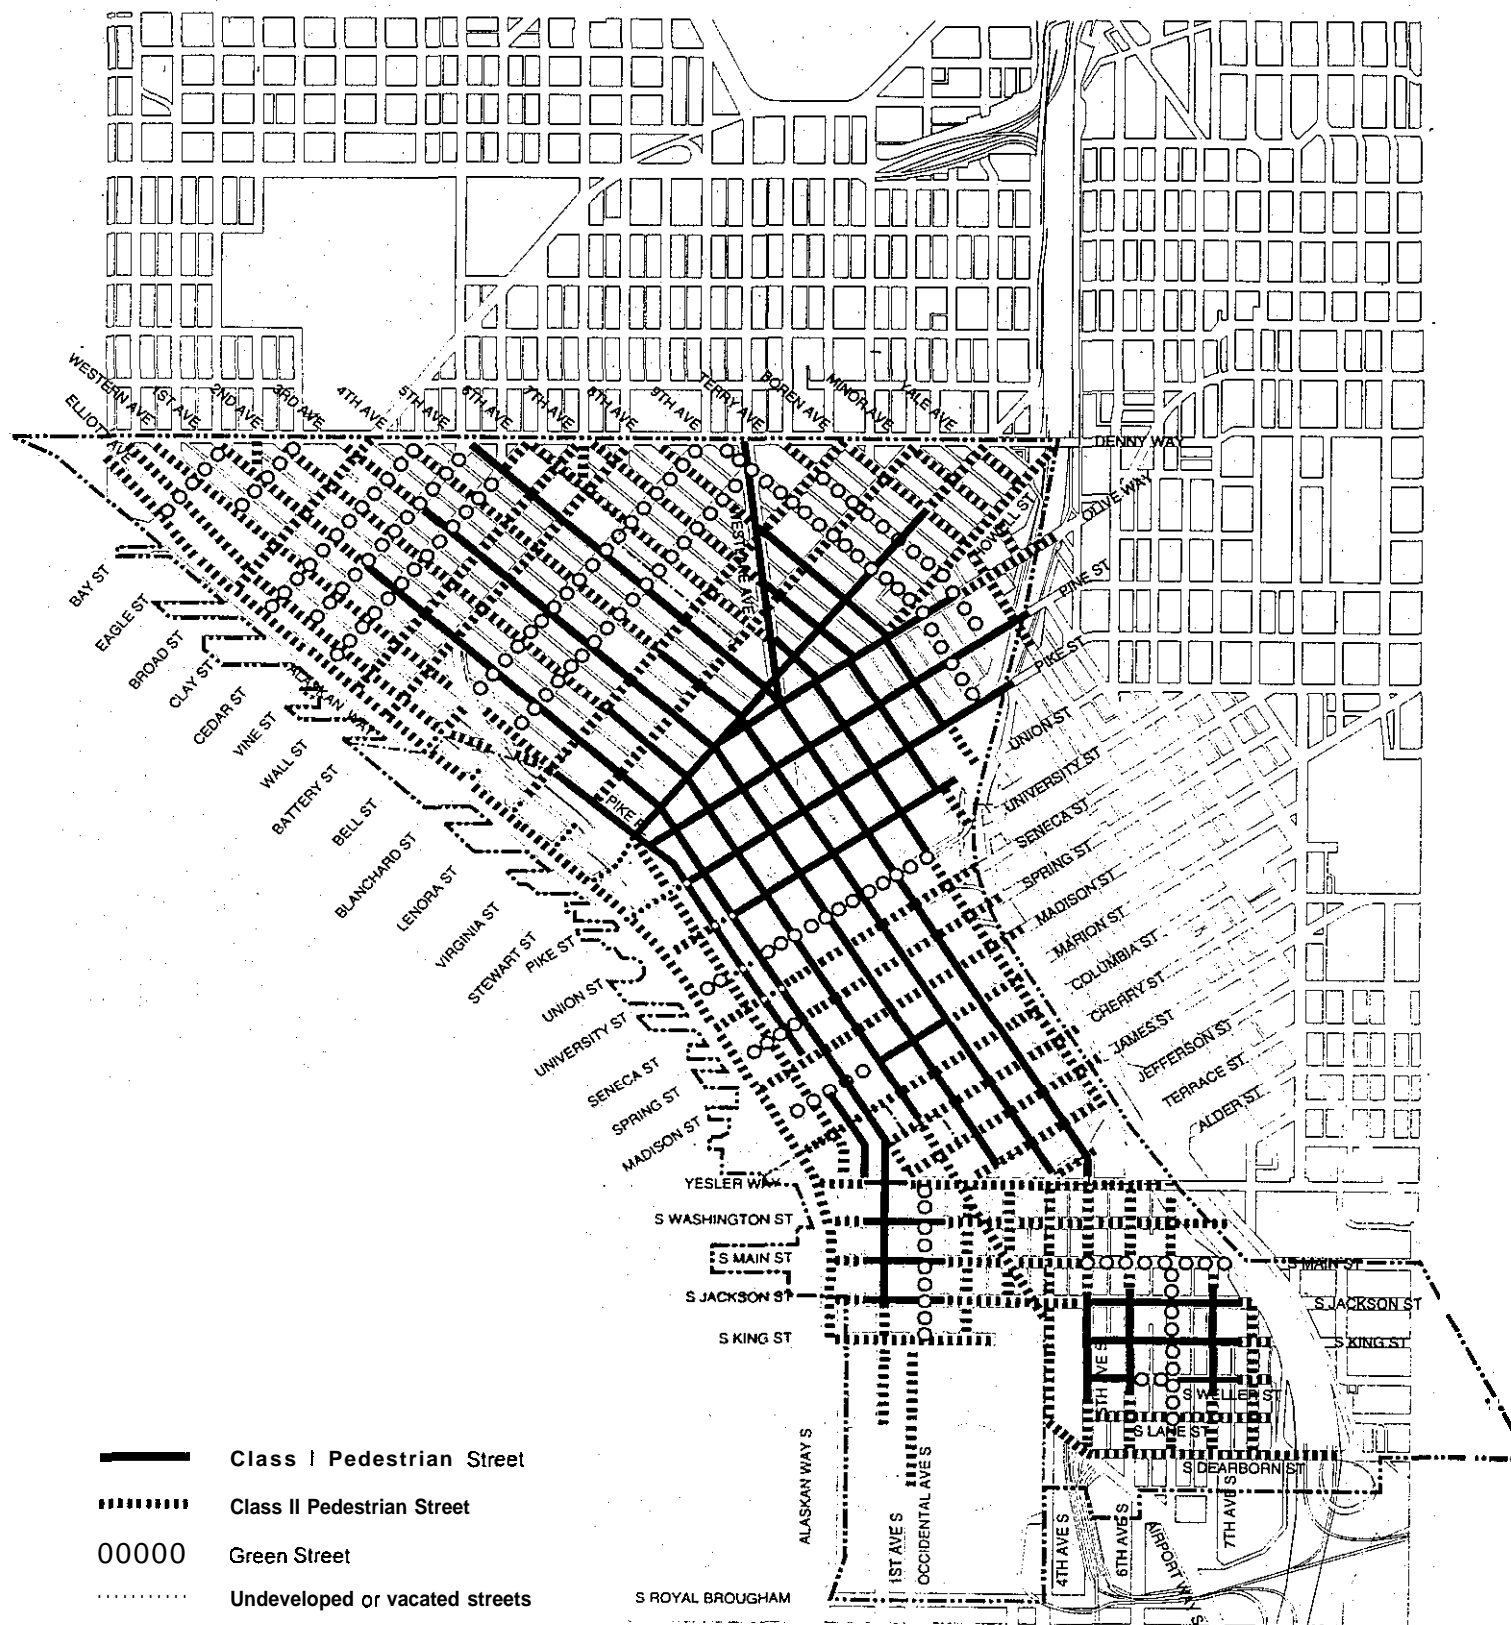 WESTERN AVE
1ST AVE
2ND AVE
3RD AVE
4TH AVE
5TH AVE
6TH AVE
7TH AVE
8TH AVE
9TH AVE
TERRY AVE
BOREN AVE
MINOR AVE
YALE AVE
ELLIOTT AVE
DENNY WAY
OLIVE WAY
HOWELL ST
WESTLAKE AVE
PINE ST
PIKE ST
BAY ST
EAGLE ST
BROAD ST
CLAY ST
CEDAR ST
VINE ST
WALL ST
BATTERY ST
BELL ST
BLANCHARD ST
LENORA ST
VIRGINIA ST
STEWART ST
PIKE ST
UNION ST
UNIVERSITY ST
SENECA ST
SPRING ST
MADISON ST
ALASKAN WAY
UNION ST
UNIVERSITY ST
SENECA ST
SPRING ST
MADISON ST
MARION ST
COLUMBIA ST
CHERRY ST
JAMES ST
JEFFERSON ST
TERRACE ST
ALDER ST
YESLER WAY
S WASHINGTON ST
S MAIN ST
S JACKSON ST
S KING ST
S MAIN ST
S JACKSON ST
S KING ST
S WELLER ST
S LANE ST
S DEARBORN ST
5TH AVE S
ALASKAN WAY S
1ST AVE S
OCCIDENTAL AVE S
4TH AVE S
6TH AVE S
AIRPORT WAY S
7TH AVE S
S ROYAL BROUGHAM
Class I Pedestrian Street
Class II Pedestrian Street
Green Street
Undeveloped or vacated streets